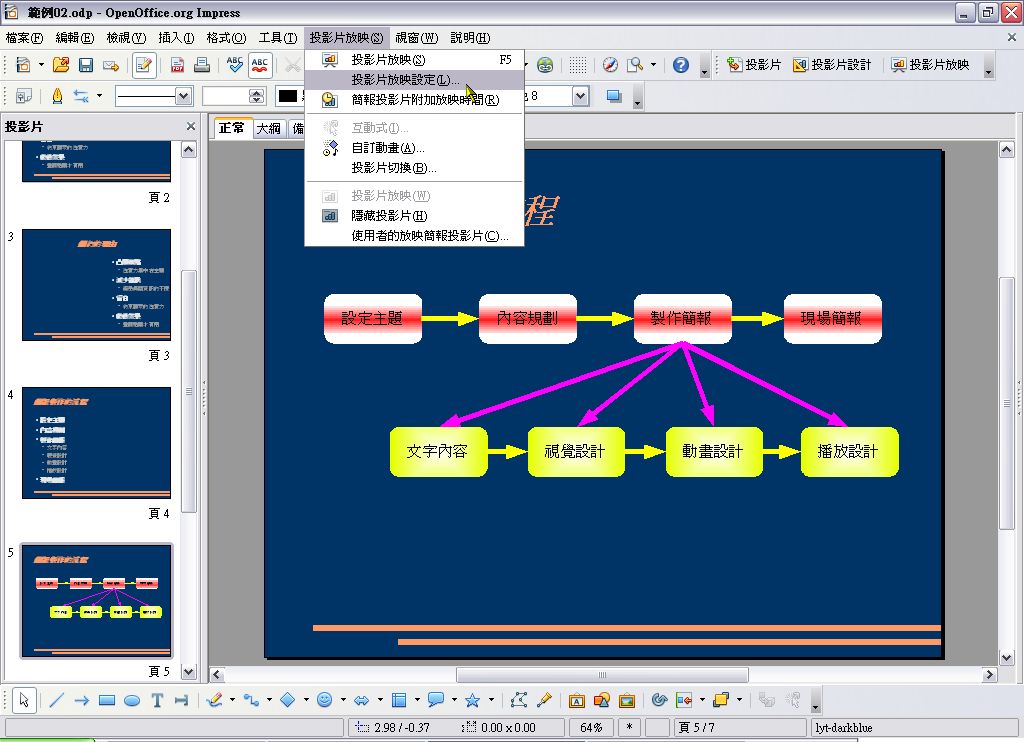 範例02.odp - OpenOffice.org Impress
檔案(F) 編輯(E) 檢視(V) 插入(I) 格式(O) 工具(T) 投影片放映(S) 視窗(W) 說明(H)
投影片 投影片設計 投影片放映
8
投影片放映(S) F5
投影片放映設定(L)...
簡報投影片附加放映時間(R)
互動式(I)...
自訂動畫(A)...
投影片切換(B)...
投影片放映(W)
隱藏投影片(H)
使用者的放映簡報投影片(C)...
投影片
正常 大綱 備
頁 2
3
頁 3
4
頁 4
5
頁 5
程
設定主題 內容規劃 製作簡報 現場簡報
文字內容 視覺設計 動畫設計 播放設計
2.98 / -0.37 0.00 x 0.00 64% * 頁 5 / 7 lyt-darkblue